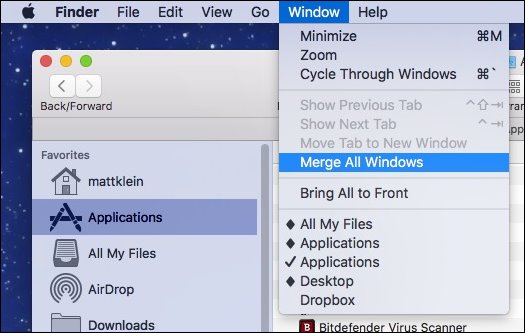 Finder File Edit View Go Window Help
Minimize ⌘M
Zoom
Cycle Through Windows ⌘`
Show Previous Tab ^⇧⇥
Show Next Tab ^⇥
Move Tab to New Window
Merge All Windows
Bring All to Front
◆ All My Files
◆ Applications
✓ Applications
◆ Desktop
Dropbox
Back/Forward
Favorites
mattklein
Applications
All My Files
AirDrop
Downloads
Bitdefender Virus Scanner